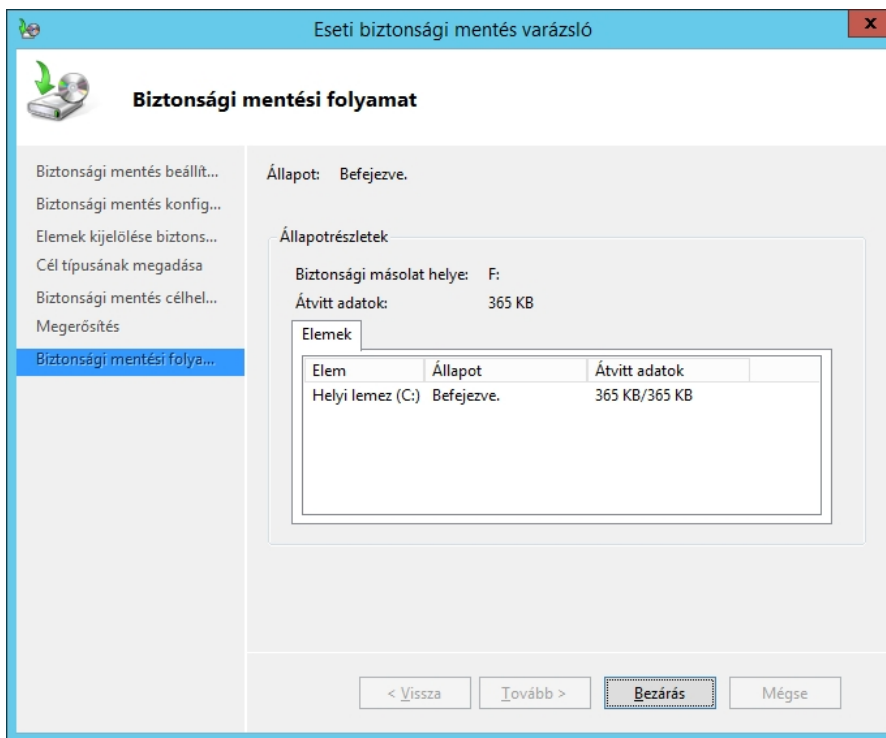 Eseti biztonsági mentés varázsló
x
Biztonsági mentési folyamat
Biztonsági mentés beállít...
Biztonsági mentés konfig...
Elemek kijelölése biztons...
Cél típusának megadása
Biztonsági mentés célhel...
Megerősítés
Biztonsági mentési folya...
Állapot: Befejezve.
Állapotrészletek
Biztonsági másolat helye: F:
Átvitt adatok: 365 KB
Elemek
Elem Állapot Átvitt adatok
Helyi lemez (C:) Befejezve. 365 KB/365 KB
< Vissza Tovább > Bezárás Mégse